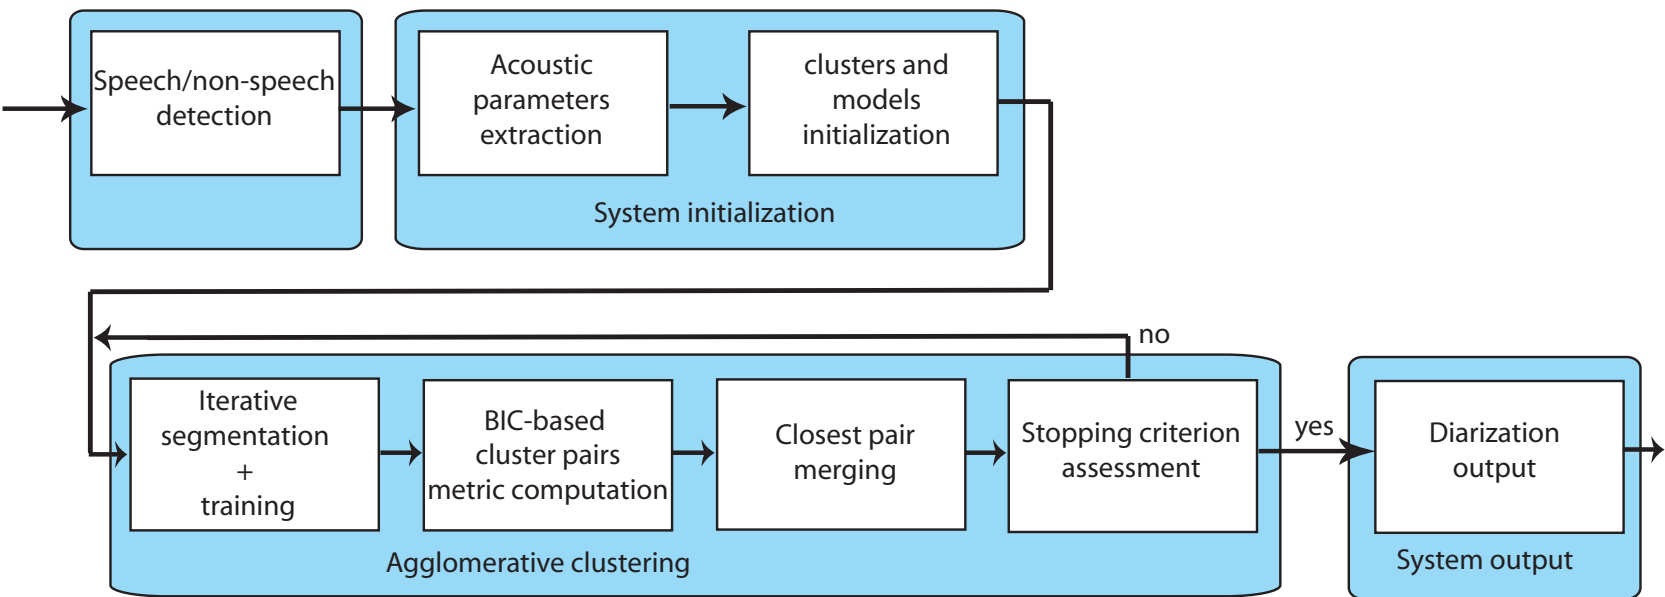 Speech/non-speech
detection
Acoustic
parameters
extraction
clusters and
models
initialization
System initialization
no
Iterative
segmentation
+
training
BIC-based
cluster pairs
metric computation
Closest pair
merging
Stopping criterion
assessment
yes
Diarization
output
Agglomerative clustering
System output